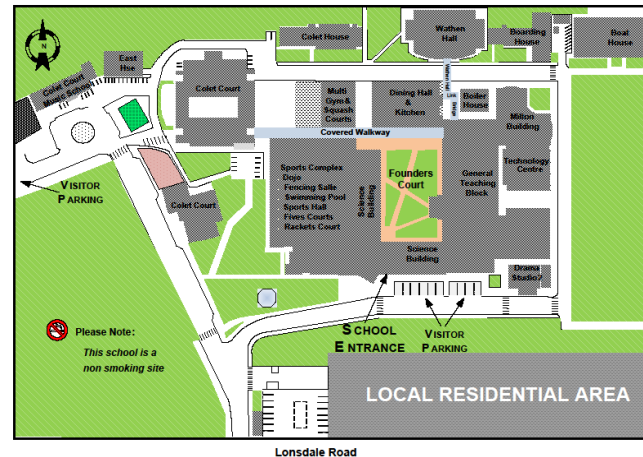 N
East
Hse
Colet Court
Music School
Colet House
Wathen
Hall
Boarding
House
Boat
House
Colet Court
Multi
Gym &
Squash
Courts
Dining Hall
&
Kitchen
Link
Bridge
Boiler
House
Milton
Building
Covered Walkway
VISITOR
PARKING
Colet Court
Sports Complex
Dojo
Fencing Salle
Swimming Pool
Sports Hall
Fives Courts
Rackets Court
Science
Building
Founders
Court
General
Teaching
Block
Technology
Centre
Science
Building
Drama
Studio?
Please Note:
This school is a
non smoking site
SCHOOL
ENTRANCE
VISITOR
PARKING
LOCAL RESIDENTIAL AREA
Lonsdale Road